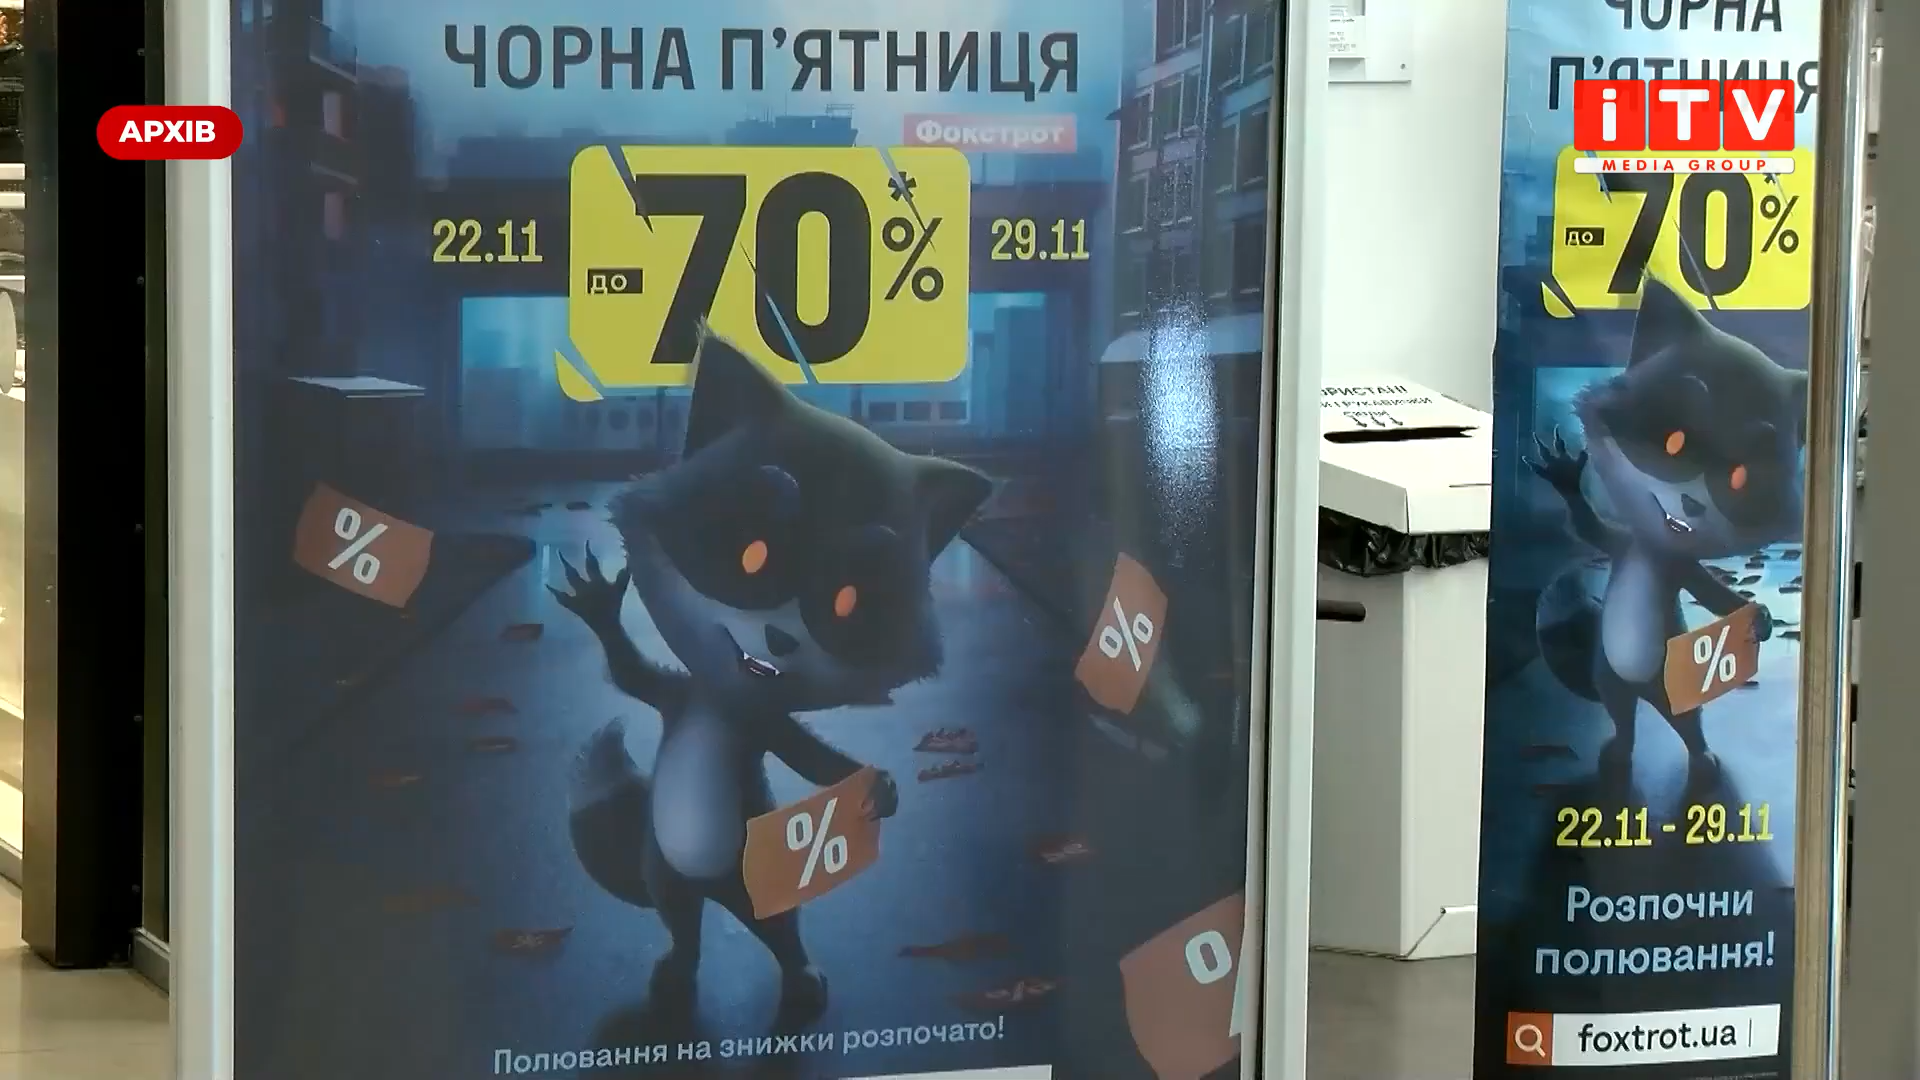 ЧОРНА П'ЯТНИЦЯ
Фокстрот
22.11
до
-70*%
29.11
%
%
%
%
Полювання на знижки розпочато!
АРХІВ
ЧОРНА
П'ЯТНИЦЯ
iTV
MEDIA GROUP
до
-70*%
%
22.11 - 29.11
Розпочни
полювання!
foxtrot.ua